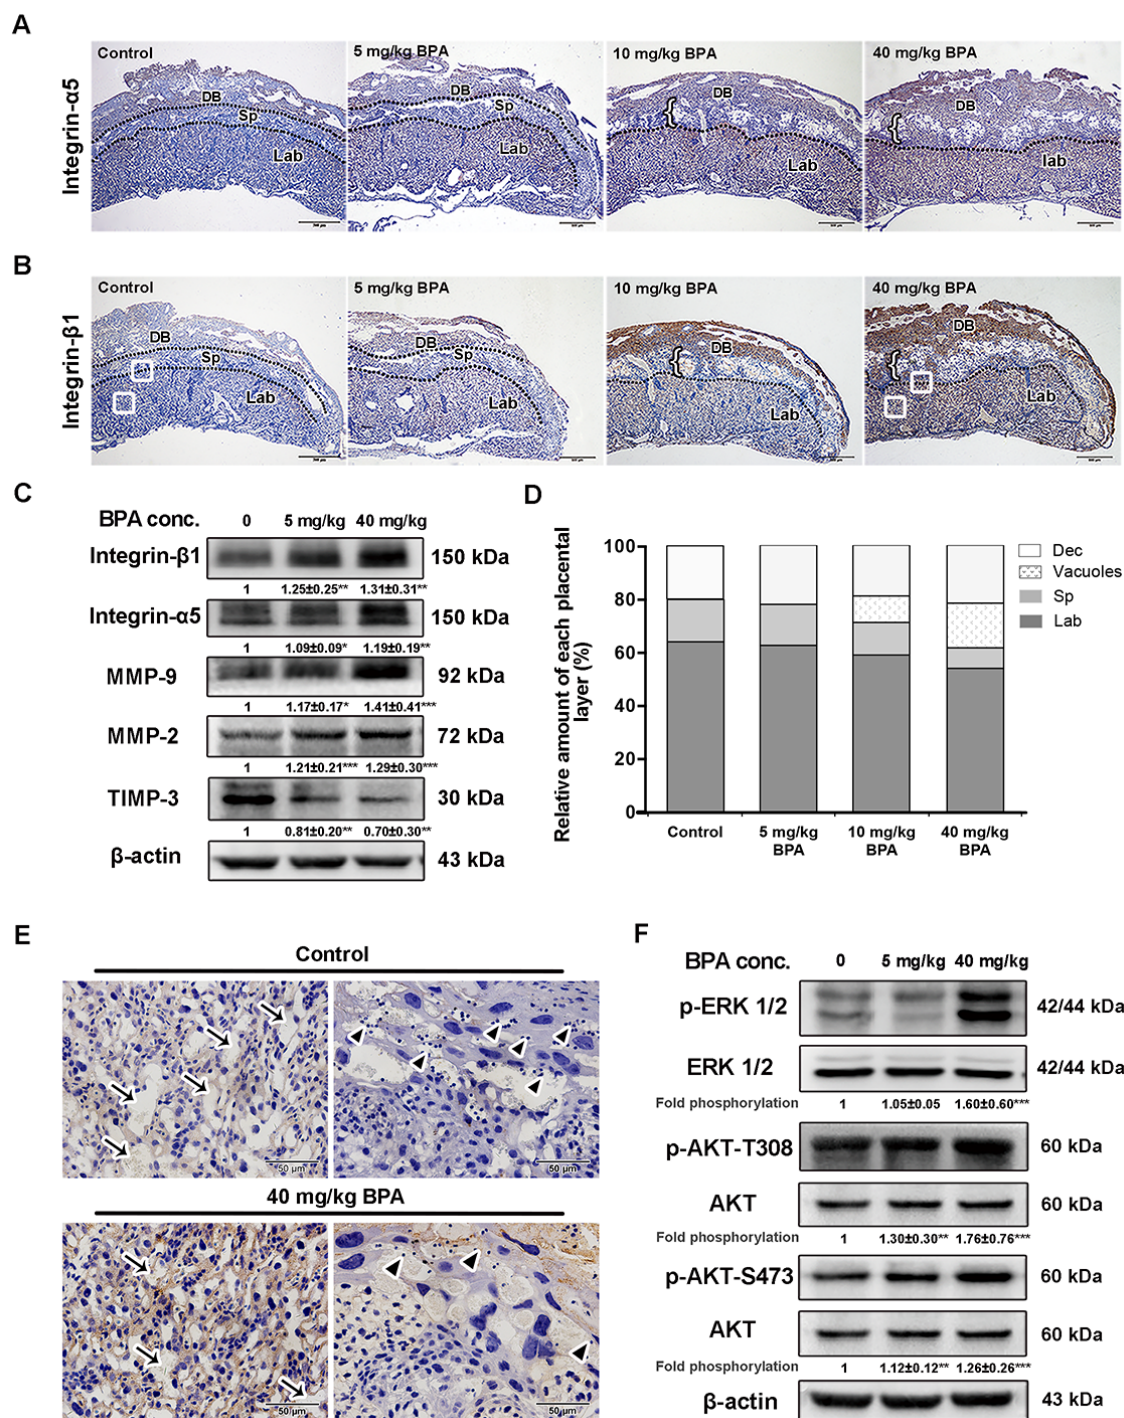 A
Integrin-α5
Control
DB
Sp
Lab
5 mg/kg BPA
DB
Sp
Lab
10 mg/kg BPA
DB
{
Lab
40 mg/kg BPA
DB
{
lab
B
Integrin-β1
Control
DB
Sp
Lab
5 mg/kg BPA
DB
Sp
Lab
10 mg/kg BPA
DB
{
Lab
40 mg/kg BPA
DB
{
Lab
C
BPA conc. 0 5 mg/kg 40 mg/kg
Integrin-β1 150 kDa
1 1.25±0.25** 1.31±0.31**
Integrin-α5 150 kDa
1 1.09±0.09* 1.19±0.19**
MMP-9 92 kDa
1 1.17±0.17* 1.41±0.41***
MMP-2 72 kDa
1 1.21±0.21*** 1.29±0.30***
TIMP-3 30 kDa
1 0.81±0.20** 0.70±0.30**
β-actin 43 kDa
D
Relative amount of each placental
layer (%)
100
80
60
40
20
0
Control
5 mg/kg
BPA
10 mg/kg
BPA
40 mg/kg
BPA
Dec
Vacuoles
Sp
Lab
E
Control
50 µm
50 µm
40 mg/kg BPA
50 µm
50 µm
F
BPA conc. 0 5 mg/kg 40 mg/kg
p-ERK 1/2 42/44 kDa
ERK 1/2 42/44 kDa
Fold phosphorylation 1 1.05±0.05 1.60±0.60***
p-AKT-T308 60 kDa
AKT 60 kDa
Fold phosphorylation 1 1.30±0.30** 1.76±0.76***
p-AKT-S473 60 kDa
AKT 60 kDa
Fold phosphorylation 1 1.12±0.12** 1.26±0.26***
β-actin 43 kDa